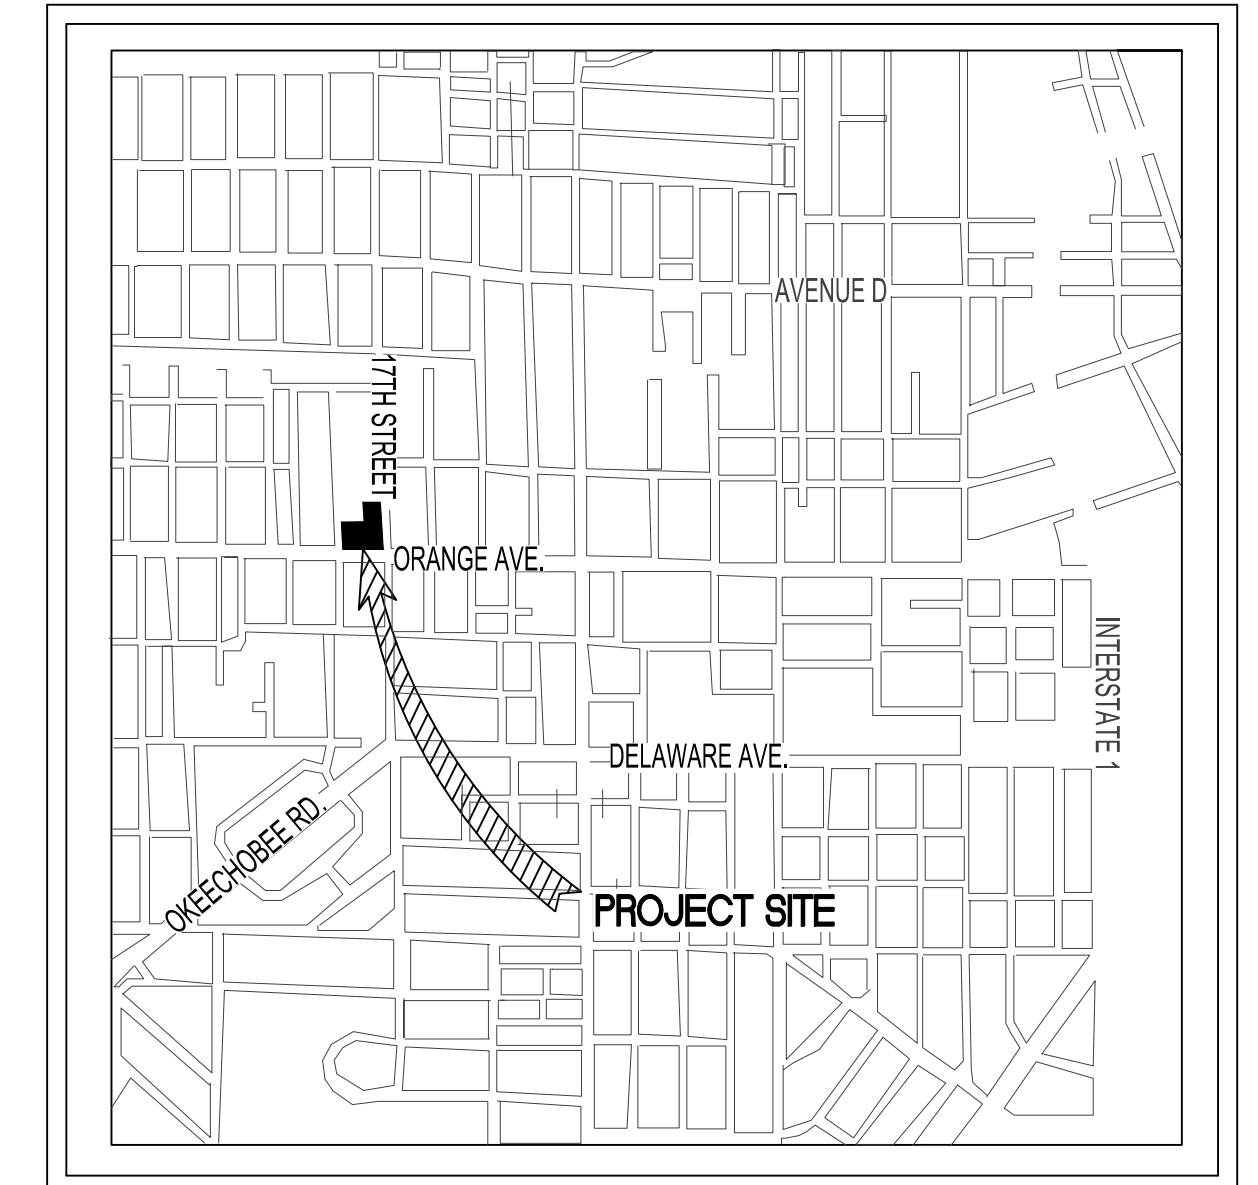 AVENUE D
17TH STREET
ORANGE AVE.
INTERSTATE 1
DELAWARE AVE.
OKEECHOBEE RD.
PROJECT SITE